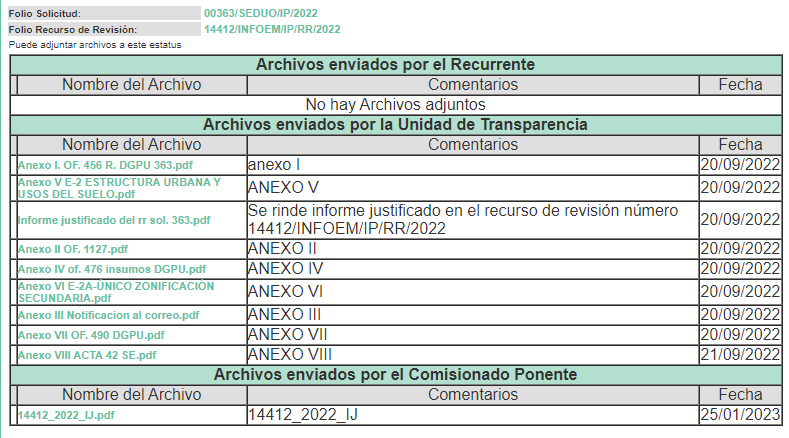 Folio Solicitud: 00363/SEDUO/IP/2022
Folio Recurso de Revisión: 14412/INFOEM/IP/RR/2022
Puede adjuntar archivos a este estatus
Archivos enviados por el Recurrente
Nombre del Archivo Comentarios Fecha
No hay Archivos adjuntos
Archivos enviados por la Unidad de Transparencia
Nombre del Archivo Comentarios Fecha
Anexo I. OF. 456 R. DGPU 363.pdf anexo I 20/09/2022
Anexo V E-2 ESTRUCTURA URBANA Y
USOS DEL SUELO.pdf ANEXO V 20/09/2022
Informe justificado del rr sol. 363.pdf Se rinde informe justificado en el recurso de revisión número
14412/INFOEM/IP/RR/2022 20/09/2022
Anexo II OF. 1127.pdf ANEXO II 20/09/2022
Anexo IV of. 476 insumos DGPU.pdf ANEXO IV 20/09/2022
Anexo VI E-2A-ÚNICO ZONIFICACIÓN
SECUNDARIA.pdf ANEXO VI 20/09/2022
Anexo III Notificacion al correo.pdf ANEXO III 20/09/2022
Anexo VII OF. 490 DGPU.pdf ANEXO VII 20/09/2022
Anexo VIII ACTA 42 SE.pdf ANEXO VIII 21/09/2022
Archivos enviados por el Comisionado Ponente
Nombre del Archivo Comentarios Fecha
14412_2022_IJ.pdf 14412_2022_IJ 25/01/2023